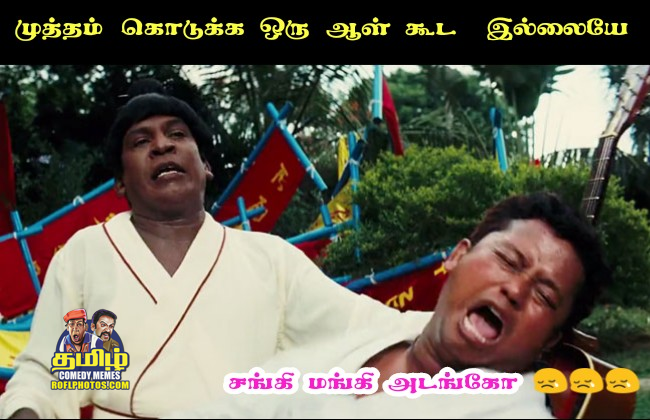 முத்தம் கொடுக்க ஒரு ஆள் கூட இல்லையே
தமிழ்
COMEDY.MEMES
ROFLPHOTOS.COM
சங்கி மங்கி அடங்கோ 😪😪😪